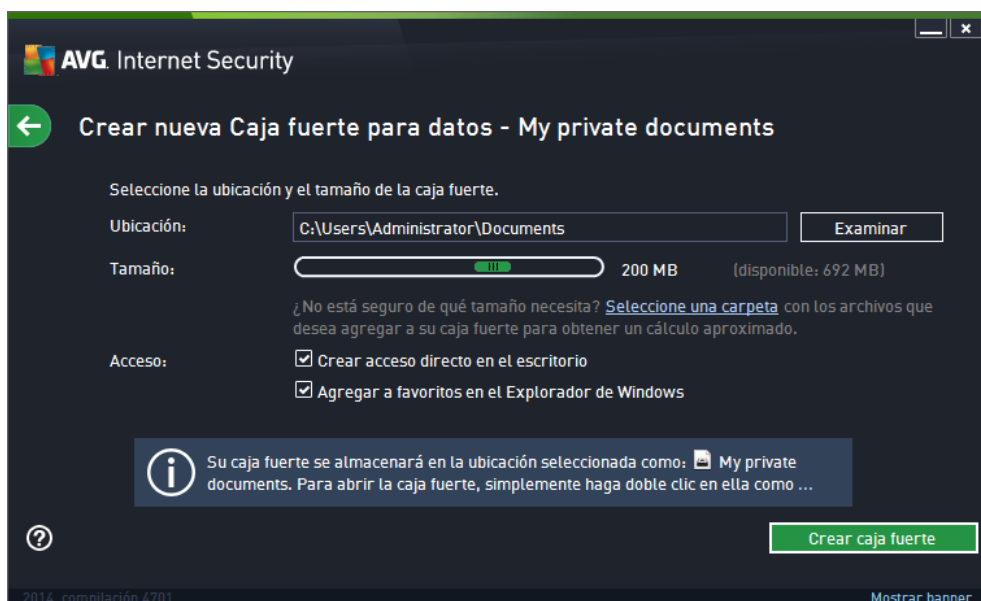 AVG. Internet Security
Crear nueva Caja fuerte para datos - My private documents
Seleccione la ubicación y el tamaño de la caja fuerte.
Ubicación: C:\Users\Administrator\Documents Examinar
Tamaño: 200 MB (disponible: 692 MB)
¿No está seguro de qué tamaño necesita? Seleccione una carpeta con los archivos que
desea agregar a su caja fuerte para obtener un cálculo aproximado.
Acceso: Crear acceso directo en el escritorio
Agregar a favoritos en el Explorador de Windows
Su caja fuerte se almacenará en la ubicación seleccionada como: My private
documents. Para abrir la caja fuerte, simplemente haga doble clic en ella como ...
Crear caja fuerte
2014, compilación 4701 Mostrar banner